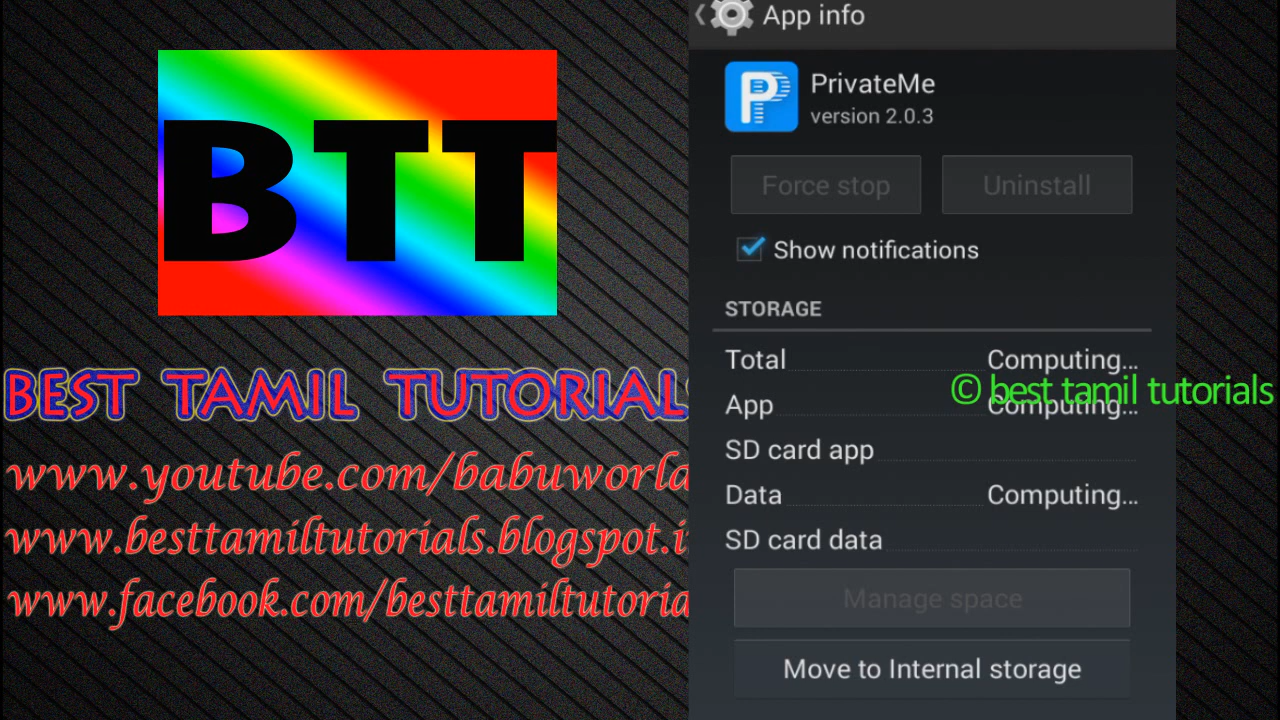 BTT
BEST TAMIL TUTORIALS
www.youtube.com/babuworld
www.besttamiltutorials.blogspot.i
www.facebook.com/besttamiltutoria
App info
P
PrivateMe
version 2.0.3
Force stop
Uninstall
Show notifications
STORAGE
Total Computing...
© best tamil tutorials
App Computing...
SD card app
Data Computing...
SD card data
Manage space
Move to Internal storage